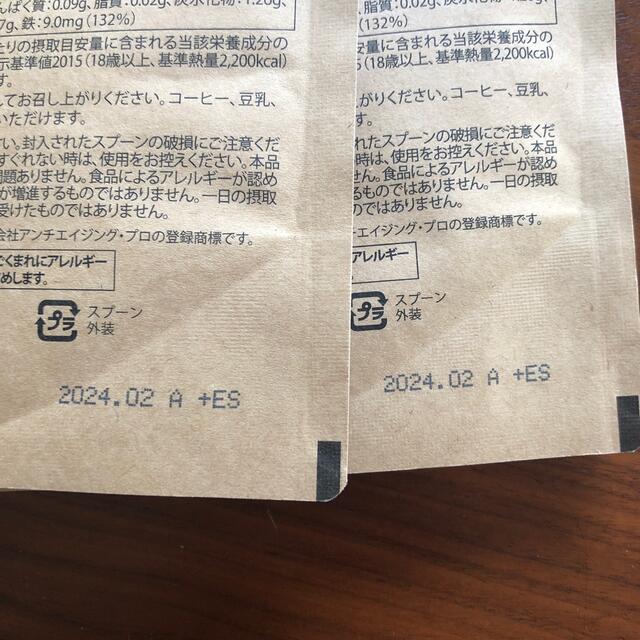 んぱく質：0.09g、脂質：0.02g、炭水化物：1.26g、
7g、鉄：9.0mg（132%）
たりの摂取目安量に含まれる当該栄養成分の
示基準値2015（18歳以上、基準熱量2,200kcal）
す。
してお召し上がりください。コーヒー、豆乳、
いただけます。
さい。封入されたスプーンの破損にご注意くだ
すぐれない時は、使用をお控えください。本品
問題ありません。食品によるアレルギーが認め
が増進するものではありません。一日の摂取
受けたものではありません。
会社アンチエイジング・プロの登録商標です。
ごくまれにアレルギー
すめします。
プラ
スプーン
外装
2024.02 A +ES
、脂質：0.02g、
（132%）
安量に含まれる当該栄養成分の
5（18歳以上、基準熱量2,200kcal）
がりください。コーヒー、豆乳、
す。
れたスプーンの破損にご注意くだ
時は、使用をお控えください。本品
せん。食品によるアレルギーが認め
るものではありません。一日の摂取
のではありません。
チエイジング・プロの登録商標です。
アレルギー
プラ
スプーン
外装
2024.02 A +ES